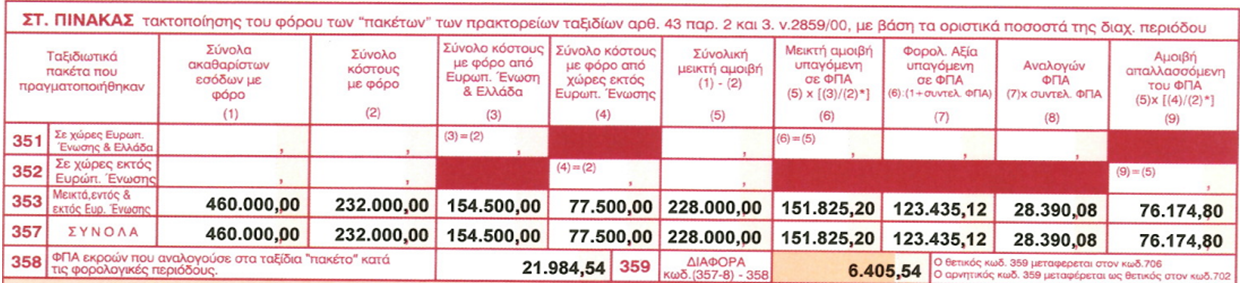 ΣΤ. ΠΙΝΑΚΑΣ τακτοποίησης του φόρου των "πακέτων" των πρακτορείων ταξιδίων αρθ. 43 παρ. 2 και 3. ν.2859/00, με βάση τα οριστικά ποσοστά της διαχ. περιόδου
Ταξιδιωτικά
πακέτα που
πραγματοποιήθηκαν
Σύνολα
ακαθαρίστων
εσόδων με
φόρο
(1)
Σύνολο
κόστους
με φόρο
(2)
Σύνολο κόστους
με φόρο από
Ευρωπ. Ένωση
& Ελλάδα
(3)
Σύνολο κόστους
με φόρο από
χώρες εκτός
Ευρωπ. Ένωσης
(4)
Συνολική
μεικτή αμοιβή
(1) - (2)
(5)
Μεικτή αμοιβή
υπαγόμενη
σε ΦΠΑ
(5) x [(3)/(2)*]
(6)
Φορολ. Αξία
υπαγόμενη
σε ΦΠΑ
(6):(1+συντελ. ΦΠΑ)
(7)
Αναλογών
ΦΠΑ
(7)x συντελ. ΦΠΑ
(8)
Αμοιβή
απαλλασσόμενη
του ΦΠΑ
(5)x [(4)/(2)*]
(9)
351 Σε χώρες Ευρωπ. Ένωσης & Ελλάδα , , (3)=(2) , , (6)=(5) , , ,
352 Σε χώρες εκτός Ευρώπ. Ένωσης , , (4)=(2) , , (9)=(5) ,
353 Μεικτά,εντός & εκτός Ευρ. Ένωσης 460.000,00 232.000,00 154.500,00 77.500,00 228.000,00 151.825,20 123.435,12 28.390,08 76.174,80
357 ΣΥΝΟΛΑ 460.000,00 232.000,00 154.500,00 77.500,00 228.000,00 151.825,20 123.435,12 28.390,08 76.174,80
358 ΦΠΑ εκροών που αναλογούσε στα ταξίδια "πακέτο" κατά τις φορολογικές περιόδους. 21.984,54 359 ΔΙΑΦΟΡΑ κωδ.(357-8) - 358 6.405,54
Ο θετικός κωδ. 359 μεταφέρεται στον κωδ.706
Ο αρνητικός κωδ. 359 μεταφέρεται ως θετικός στον κωδ.702